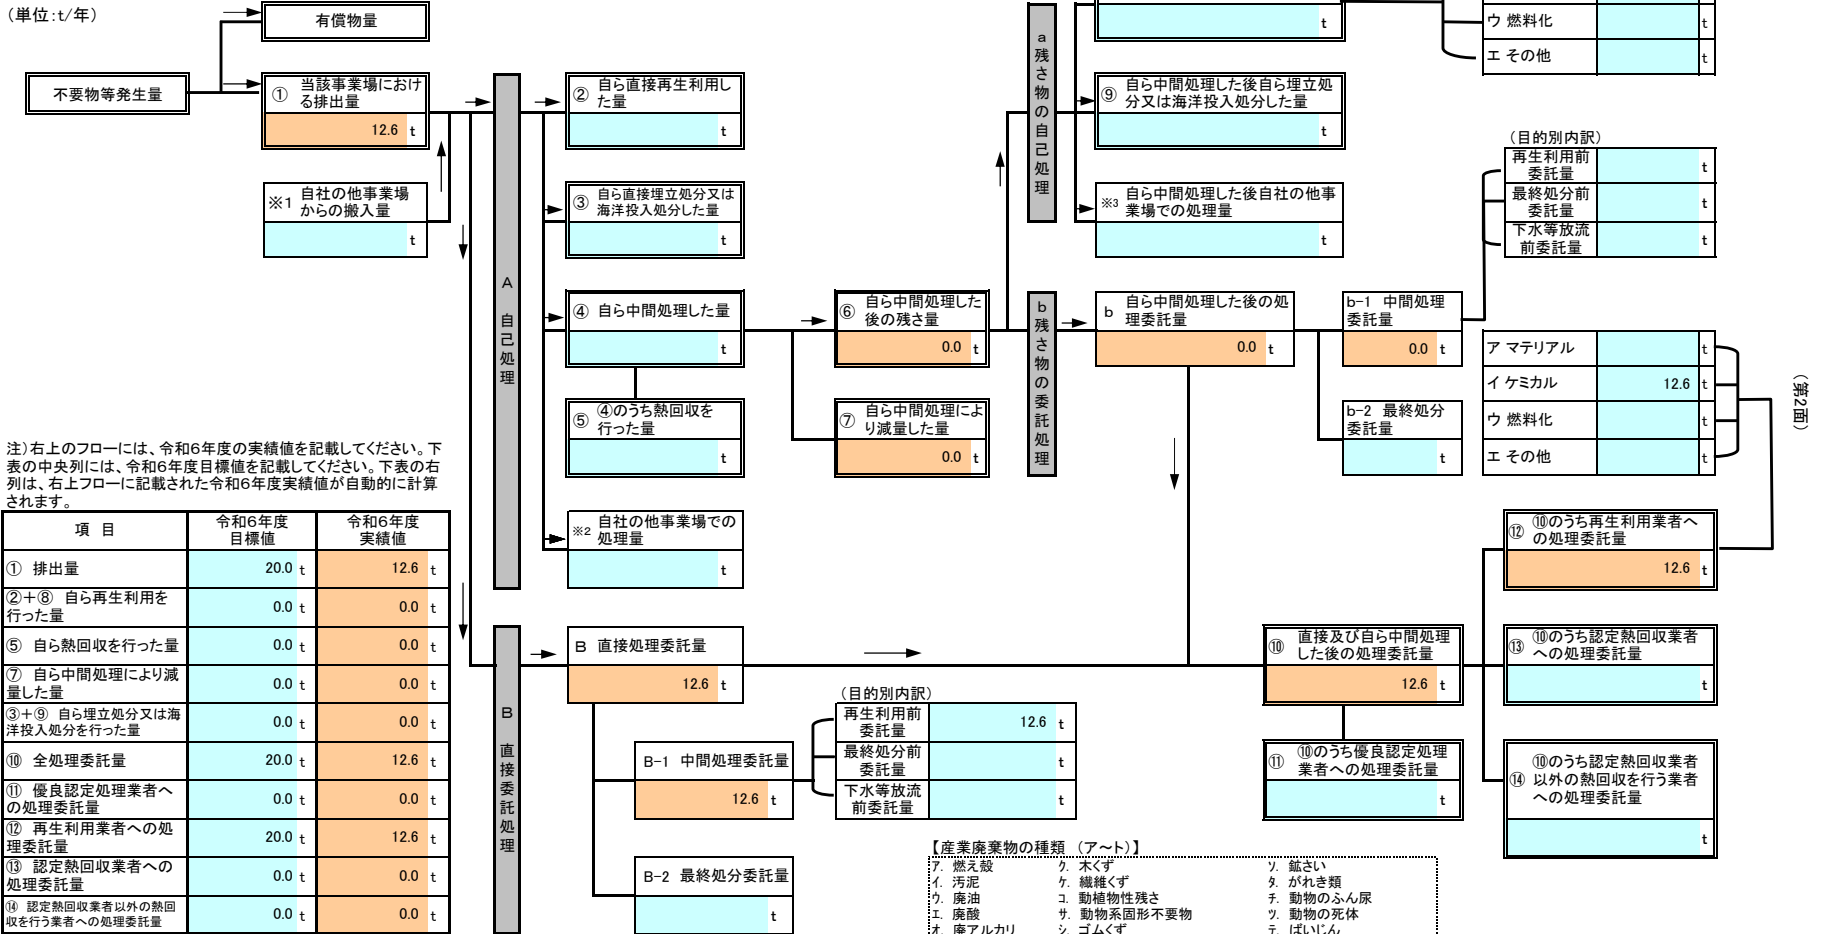 (単位:t/年)
有償物量
不要物等発生量
① 当該事業場におけ
る排出量
12.6 t
※1 自社の他事業場
からの搬入量
t
A 自己処理
② 自ら直接再生利用し
た量
t
③ 自ら直接埋立処分又は
海洋投入処分した量
t
④ 自ら中間処理した量
t
⑤ ④のうち熱回収を
行った量
t
※2 自社の他事業場での
処理量
t
⑥ 自ら中間処理した
後の残さ量
0.0 t
⑦ 自ら中間処理によ
り減量した量
0.0 t
a 残さ物の自己処理
t
⑨ 自ら中間処理した後自ら埋立処
分又は海洋投入処分した量
t
※3 自ら中間処理した後自社の他事
業場での処理量
t
ウ 燃料化 t
エ その他 t
b 残さ物の委託処理
b 自ら中間処理した後の処
理委託量
0.0 t
b-1 中間処理
委託量
0.0 t
b-2 最終処分
委託量
t
(目的別内訳)
再生利用前
委託量 t
最終処分前
委託量 t
下水等放流
前委託量 t
ア マテリアル t
イ ケミカル 12.6 t
ウ 燃料化 t
エ その他 t
(第2面)
注)右上のフローには、令和6年度の実績値を記載してください。下
表の中央列には、令和6年度目標値を記載してください。下表の右
列は、右上フローに記載された令和6年度実績値が自動的に計算
されます。
項 目 令和6年度 目標値 令和6年度 実績値
① 排出量 20.0 t 12.6 t
②+⑧ 自ら再生利用を
行った量 0.0 t 0.0 t
⑤ 自ら熱回収を行った量 0.0 t 0.0 t
⑦ 自ら中間処理により減
量した量 0.0 t 0.0 t
③+⑨ 自ら埋立処分又は海
洋投入処分を行った量 0.0 t 0.0 t
⑩ 全処理委託量 20.0 t 12.6 t
⑪ 優良認定処理業者へ
の処理委託量 0.0 t 0.0 t
⑫ 再生利用業者への処
理委託量 20.0 t 12.6 t
⑬ 認定熱回収業者への
処理委託量 0.0 t 0.0 t
⑭ 認定熱回収業者以外の熱回
収を行う業者への処理委託量 0.0 t 0.0 t
B 直接委託処理
B 直接処理委託量
12.6 t
B-1 中間処理委託量
12.6 t
B-2 最終処分委託量
t
(目的別内訳)
再生利用前
委託量 12.6 t
最終処分前
委託量 t
下水等放流
前委託量 t
⑩ 直接及び自ら中間処理
した後の処理委託量
12.6 t
⑪ ⑩のうち優良認定処理
業者への処理委託量
t
⑫ ⑩のうち再生利用業者へ
の処理委託量
12.6 t
⑬ ⑩のうち認定熱回収業者
への処理委託量
t
⑭ ⑩のうち認定熱回収業者
以外の熱回収を行う業者
への処理委託量
t
【産業廃棄物の種類 (ア~ト)】
ア. 燃え殻 ク. 木くず ソ. 鉱さい
イ. 汚泥 ケ. 繊維くず タ. がれき類
ウ. 廃油 コ. 動植物性残さ チ. 動物のふん尿
エ. 廃酸 サ. 動物系固形不要物 ツ. 動物の死体
オ. 廃アルカリ シ. ゴムくず テ. ばいじん